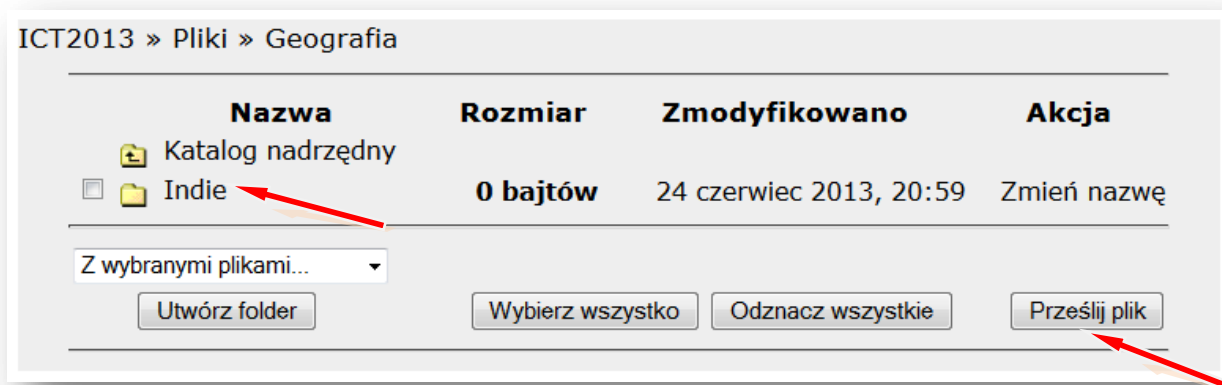 ICT2013 » Pliki » Geografia
Nazwa Rozmiar Zmodyfikowano Akcja
Katalog nadrzędny
Indie 0 bajtów 24 czerwiec 2013, 20:59 Zmień nazwę
Z wybranymi plikami...
Utwórz folder Wybierz wszystko Odznacz wszystkie Prześlij plik